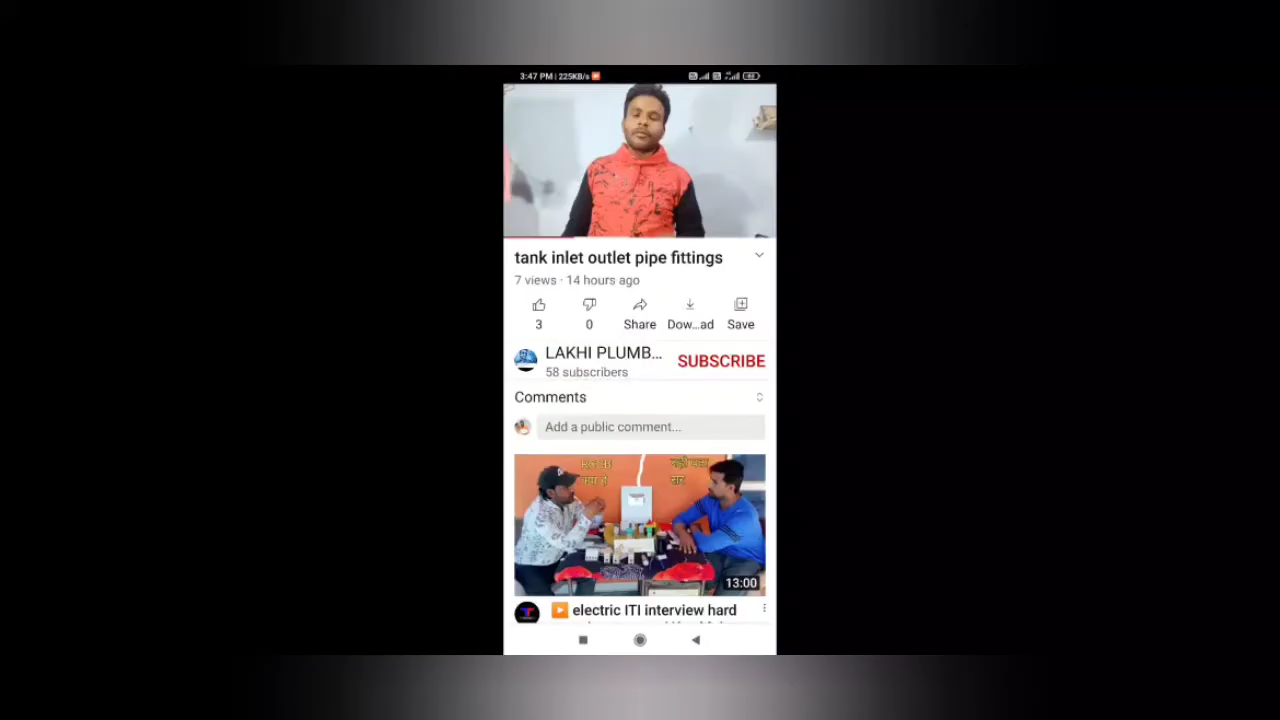 3:47 PM | 225KB/s
tank inlet outlet pipe fittings
7 views · 14 hours ago
3
0
Share
Dow...ad
Save
LAKHI PLUMB...
SUBSCRIBE
58 subscribers
Comments
Add a public comment...
13:00
electric ITI interview hard